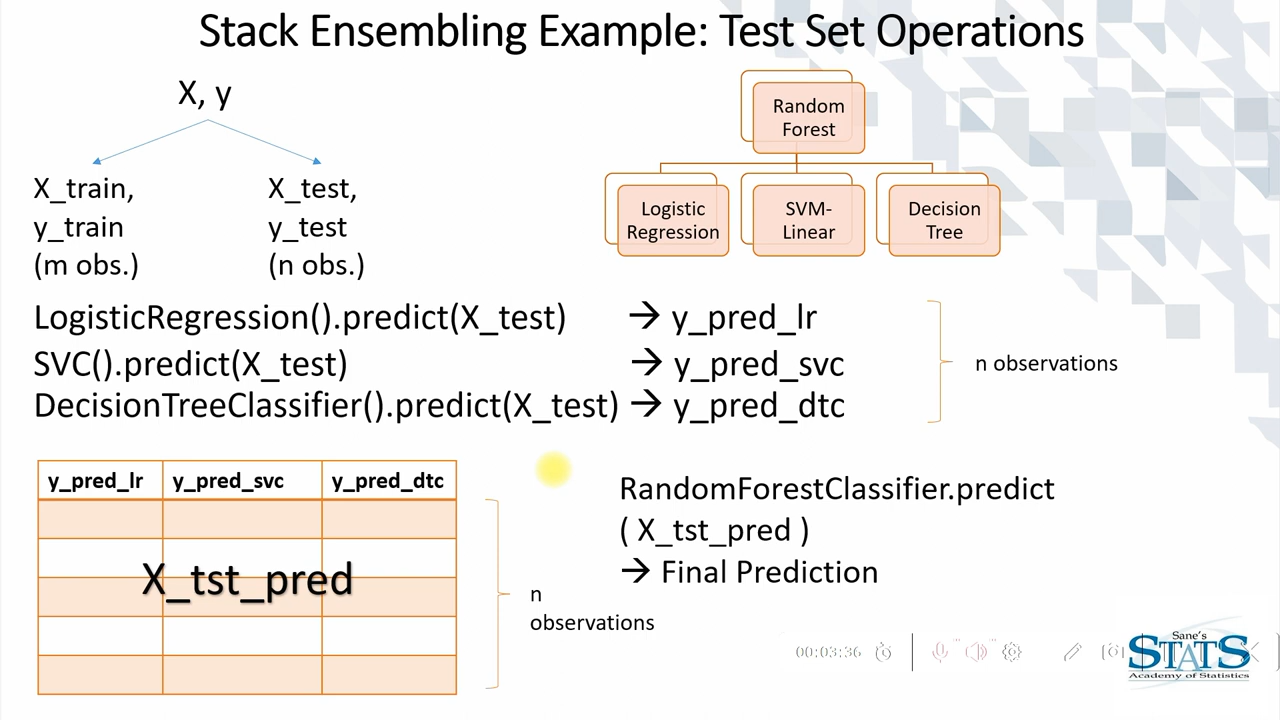 Stack Ensembling Example: Test Set Operations
X, y
X_train,
y_train
(m obs.)
X_test,
y_test
(n obs.)
Random
Forest
Logistic
Regression
SVM-
Linear
Decision
Tree
LogisticRegression().predict(X_test) → y_pred_lr
SVC().predict(X_test) → y_pred_svc
DecisionTreeClassifier().predict(X_test) → y_pred_dtc
n observations
y_pred_lr y_pred_svc y_pred_dtc
X_tst_pred
n
observations
RandomForestClassifier.predict
( X_tst_pred )
→ Final Prediction
00:03:36
Sane's
STATS
Academy of Statistics